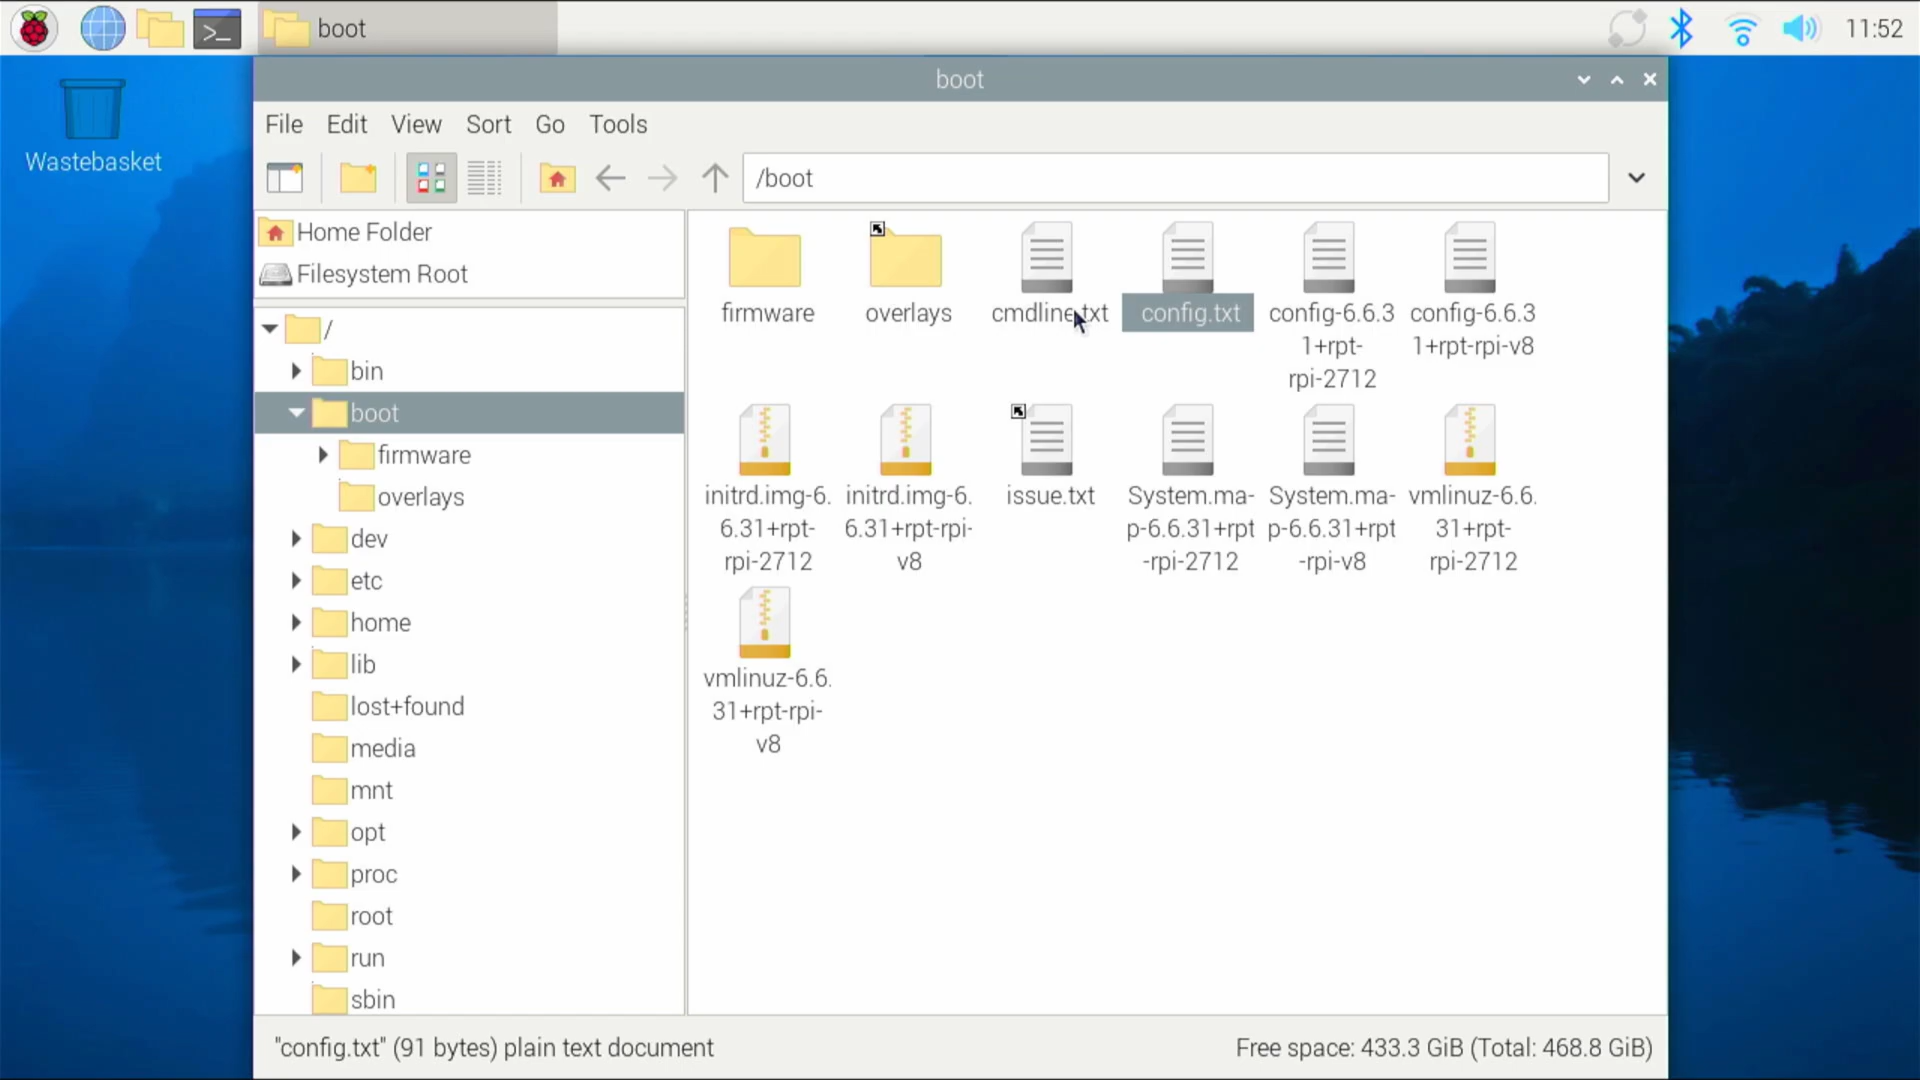 boot
11:52
Wastebasket
boot
File Edit View Sort Go Tools
/boot
Home Folder
Filesystem Root
/
bin
boot
firmware
overlays
dev
etc
home
lib
lost+found
media
mnt
opt
proc
root
run
sbin
firmware
overlays
cmdline.txt
config.txt
config-6.6.3
1+rpt-
rpi-2712
config-6.6.3
1+rpt-rpi-v8
initrd.img-6.
6.31+rpt-
rpi-2712
initrd.img-6.
6.31+rpt-rpi-
v8
issue.txt
System.ma-
p-6.6.31+rpt
-rpi-2712
System.ma-
p-6.6.31+rpt
-rpi-v8
vmlinuz-6.6.
31+rpt-
rpi-2712
vmlinuz-6.6.
31+rpt-rpi-
v8
"config.txt" (91 bytes) plain text document
Free space: 433.3 GiB (Total: 468.8 GiB)